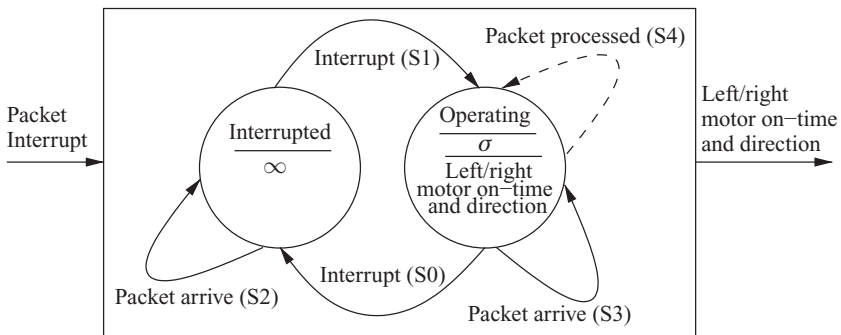 Packet
Interrupt
Interrupt (S1)
Packet processed (S4)
Interrupted
∞
Operating
σ
Left/right
motor on−time
and direction
Packet arrive (S2)
Interrupt (S0)
Packet arrive (S3)
Left/right
motor on−time
and direction